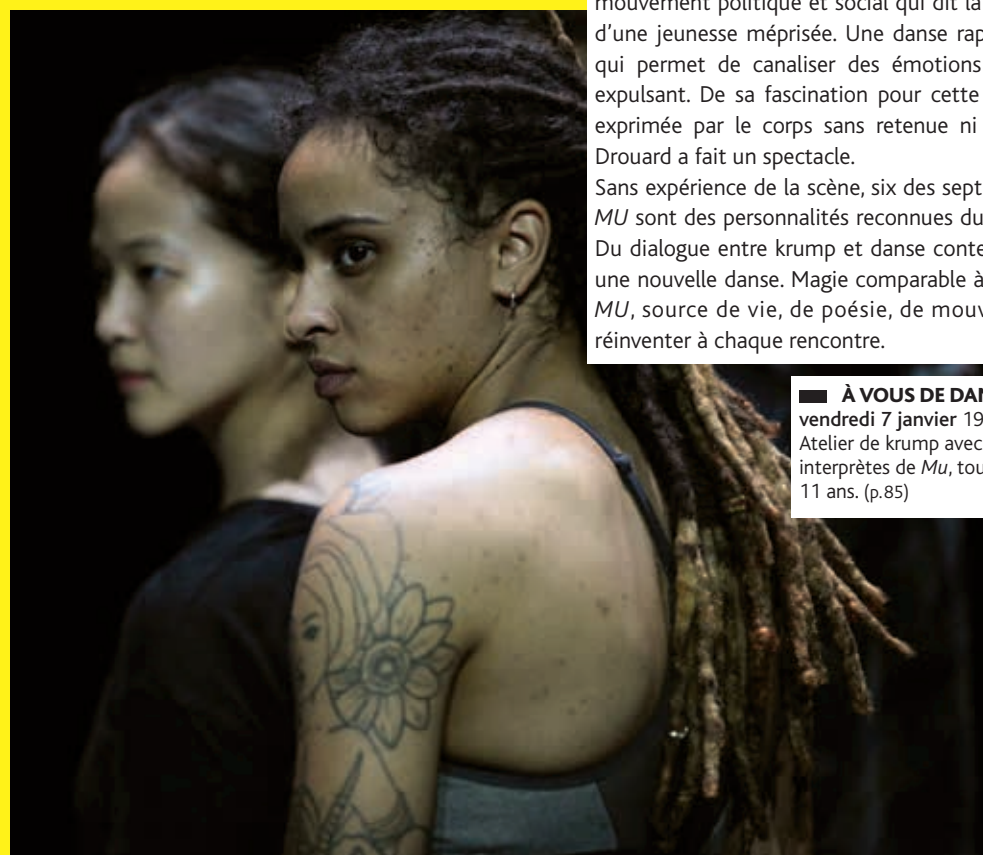 mouvement politique et social qui dit la
d’une jeunesse méprisée. Une danse rap
qui permet de canaliser des émotions
expulsant. De sa fascination pour cette
exprimée par le corps sans retenue ni
Drouard a fait un spectacle.
Sans expérience de la scène, six des sept
MU sont des personnalités reconnues du
Du dialogue entre krump et danse conte
une nouvelle danse. Magie comparable à
MU, source de vie, de poésie, de mouv
réinventer à chaque rencontre.
À VOUS DE DAN
vendredi 7 janvier 19
Atelier de krump avec
interprètes de Mu, tou
11 ans. (p.85)